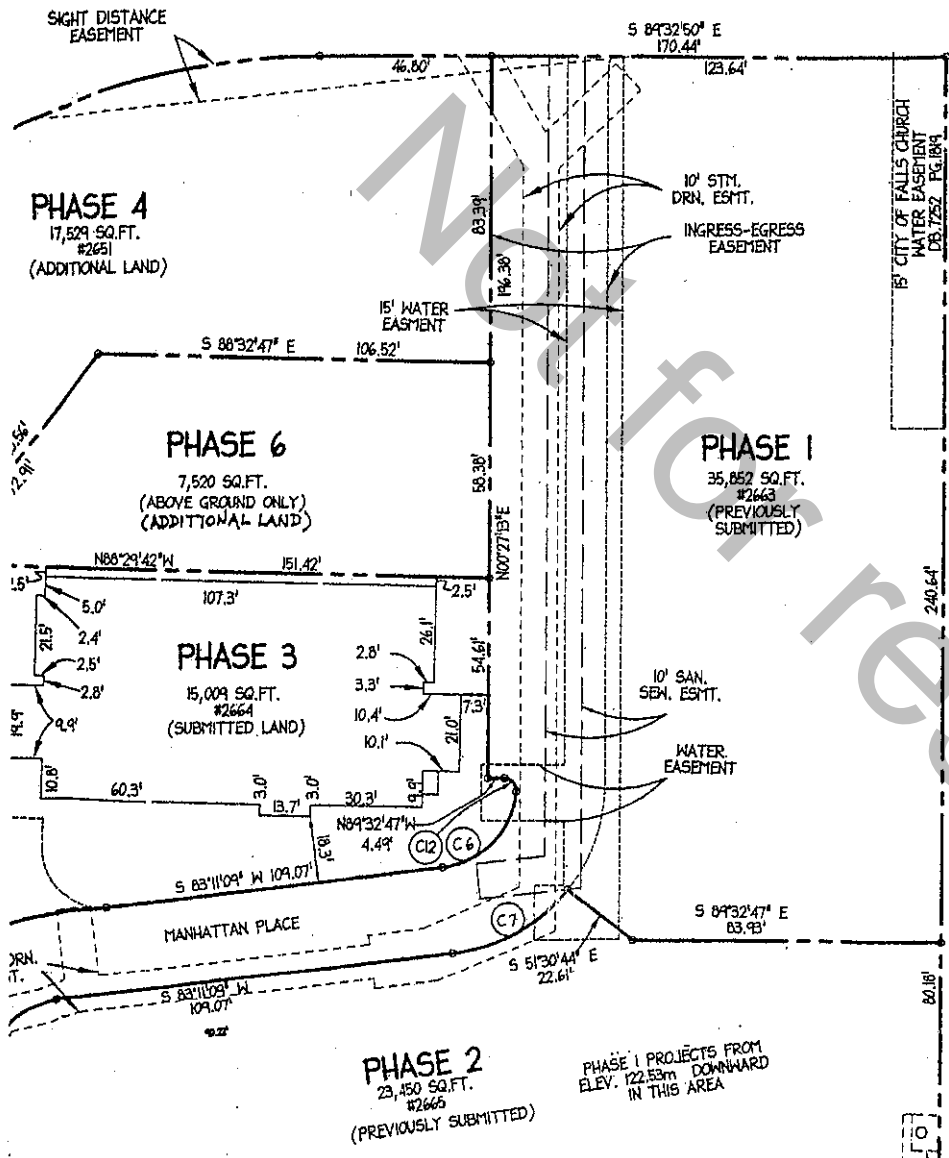 SIGHT DISTANCE
EASEMENT
S 89°32'50" E
170.44'
46.80'
123.64'
15' CITY OF FALLS CHURCH
WATER EASEMENT
DB.7252 PG.1819
PHASE 4
17,529 SQ.FT.
#2651
(ADDITIONAL LAND)
83.39'
196.38'
10' STM.
DRN. ESMT.
INGRESS-EGRESS
EASEMENT
15' WATER
EASMENT
S 88°32'47" E
106.52'
PHASE 6
7,520 SQ.FT.
(ABOVE GROUND ONLY)
(ADDITIONAL LAND)
58.38'
N00°27'13"E
PHASE 1
35,852 SQ.FT.
#2663
(PREVIOUSLY
SUBMITTED)
240.64'
N88°29'42"W
151.42'
107.3'
2.5'
5.0'
2.4'
21.5'
2.5'
2.8'
19.9'
9.9'
10.8'
PHASE 3
15,009 SQ.FT.
#2664
(SUBMITTED LAND)
26.1'
2.8'
3.3'
10.4'
10.1'
54.61'
7.3'
21.0'
9.9'
10' SAN.
SEW. ESMT.
WATER
EASEMENT
60.3'
3.0'
13.7'
3.0'
30.3'
N89°32'47"W
4.49'
C12
C6
18.3'
S 83°11'09" W 109.07'
MANHATTAN PLACE
C7
S 89°32'47" E
83.93'
S 51°30'44" E
22.61'
DRN.
S 83°11'09" W
109.07'
80.18'
PHASE 2
23,450 SQ.FT.
#2665
(PREVIOUSLY SUBMITTED)
PHASE 1 PROJECTS FROM
ELEV. 122.53m DOWNWARD
IN THIS AREA
Not for res